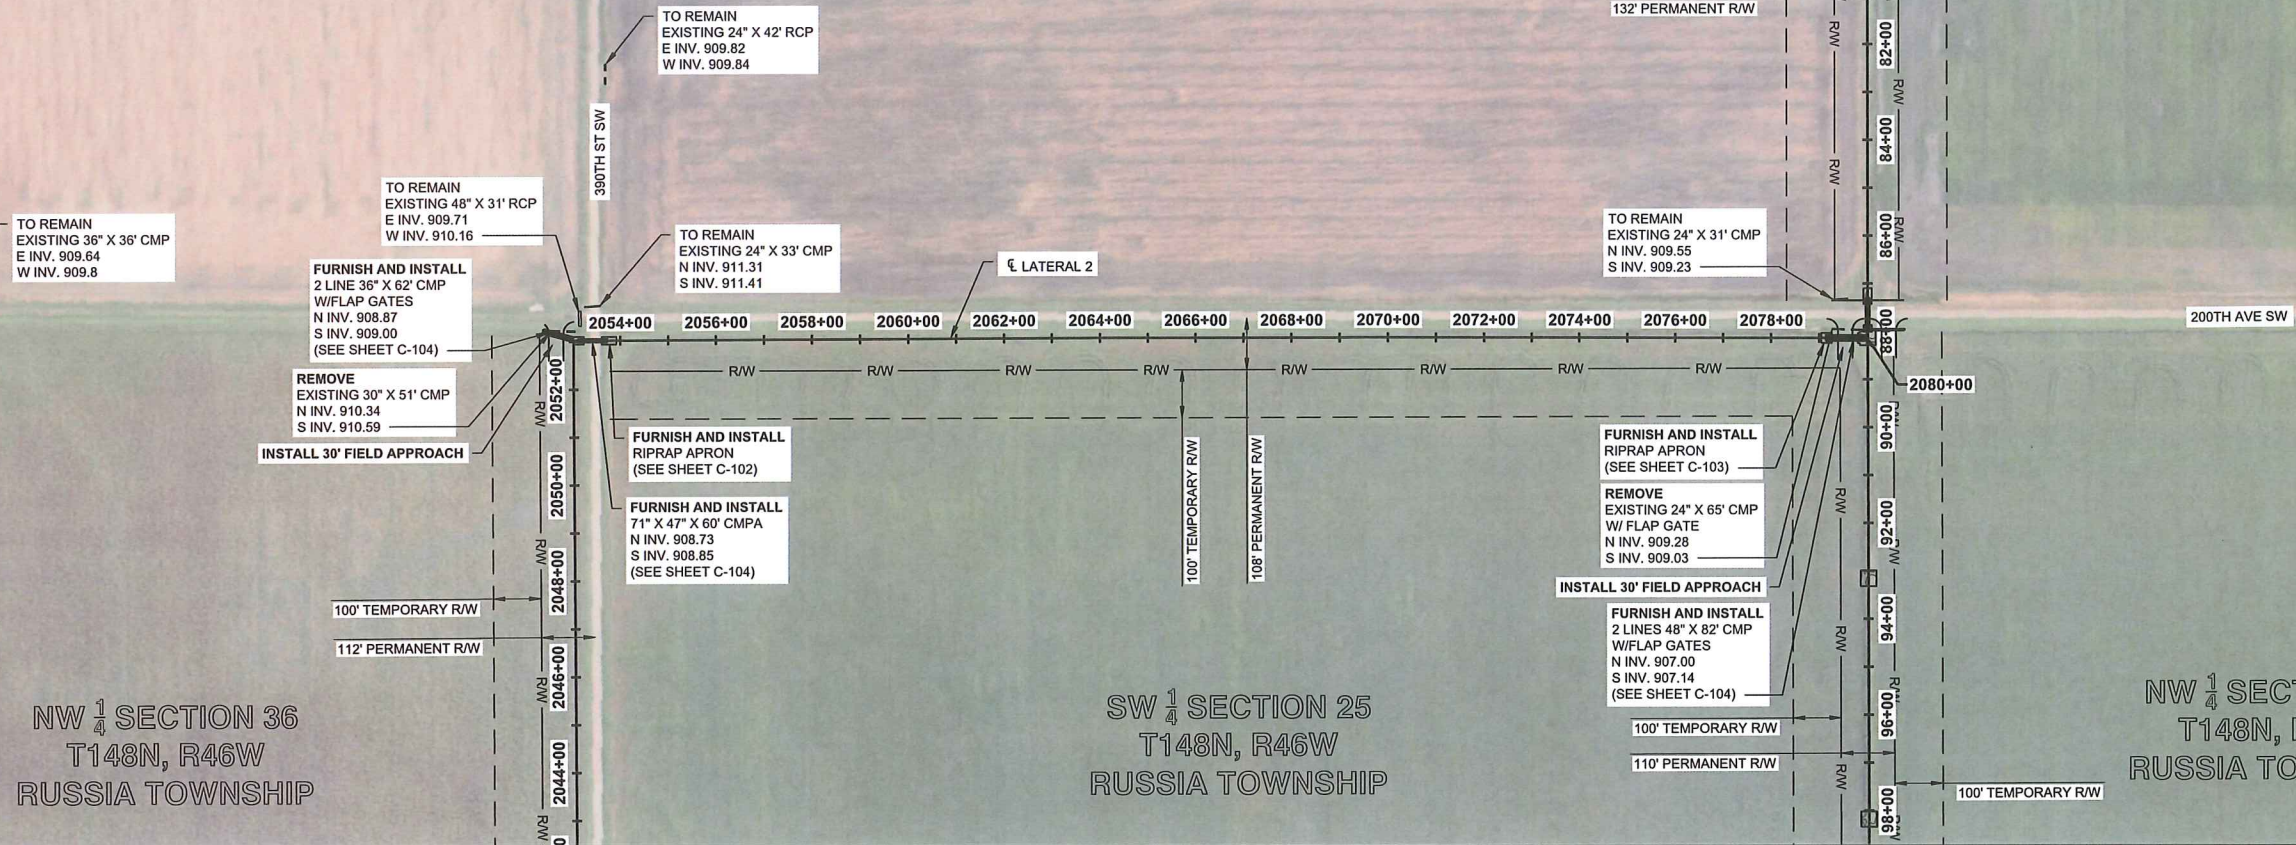 TO REMAIN
EXISTING 24" X 42' RCP
E INV. 909.82
W INV. 909.84
132' PERMANENT R/W
390TH ST SW
TO REMAIN
EXISTING 36" X 36' CMP
E INV. 909.64
W INV. 909.8
TO REMAIN
EXISTING 48" X 31' RCP
E INV. 909.71
W INV. 910.16
TO REMAIN
EXISTING 24" X 33' CMP
N INV. 911.31
S INV. 911.41
℄ LATERAL 2
TO REMAIN
EXISTING 24" X 31' CMP
N INV. 909.55
S INV. 909.23
FURNISH AND INSTALL
2 LINE 36" X 62' CMP
W/FLAP GATES
N INV. 908.87
S INV. 909.00
(SEE SHEET C-104)
REMOVE
EXISTING 30" X 51' CMP
N INV. 910.34
S INV. 910.59
INSTALL 30' FIELD APPROACH
2054+00
2056+00
2058+00
2060+00
2062+00
2064+00
2066+00
2068+00
2070+00
2072+00
2074+00
2076+00
2078+00
200TH AVE SW
2080+00
R/W
R/W
R/W
R/W
R/W
R/W
R/W
R/W
FURNISH AND INSTALL
RIPRAP APRON
(SEE SHEET C-102)
FURNISH AND INSTALL
71" X 47" X 60' CMPA
N INV. 908.73
S INV. 908.85
(SEE SHEET C-104)
100' TEMPORARY R/W
108' PERMANENT R/W
FURNISH AND INSTALL
RIPRAP APRON
(SEE SHEET C-103)
REMOVE
EXISTING 24" X 65' CMP
W/ FLAP GATE
N INV. 909.28
S INV. 909.03
INSTALL 30' FIELD APPROACH
FURNISH AND INSTALL
2 LINES 48" X 82' CMP
W/FLAP GATES
N INV. 907.00
S INV. 907.14
(SEE SHEET C-104)
2052+00
2050+00
2048+00
2046+00
2044+00
R/W
R/W
R/W
R/W
100' TEMPORARY R/W
112' PERMANENT R/W
82+00
84+00
86+00
88+00
90+00
92+00
94+00
96+00
98+00
R/W
R/W
R/W
R/W
R/W
R/W
R/W
R/W
R/W
R/W
R/W
100' TEMPORARY R/W
110' PERMANENT R/W
100' TEMPORARY R/W
NW 1/4 SECTION 36
T148N, R46W
RUSSIA TOWNSHIP
SW 1/4 SECTION 25
T148N, R46W
RUSSIA TOWNSHIP
NW 1/4 SECT
T148N,
RUSSIA TO